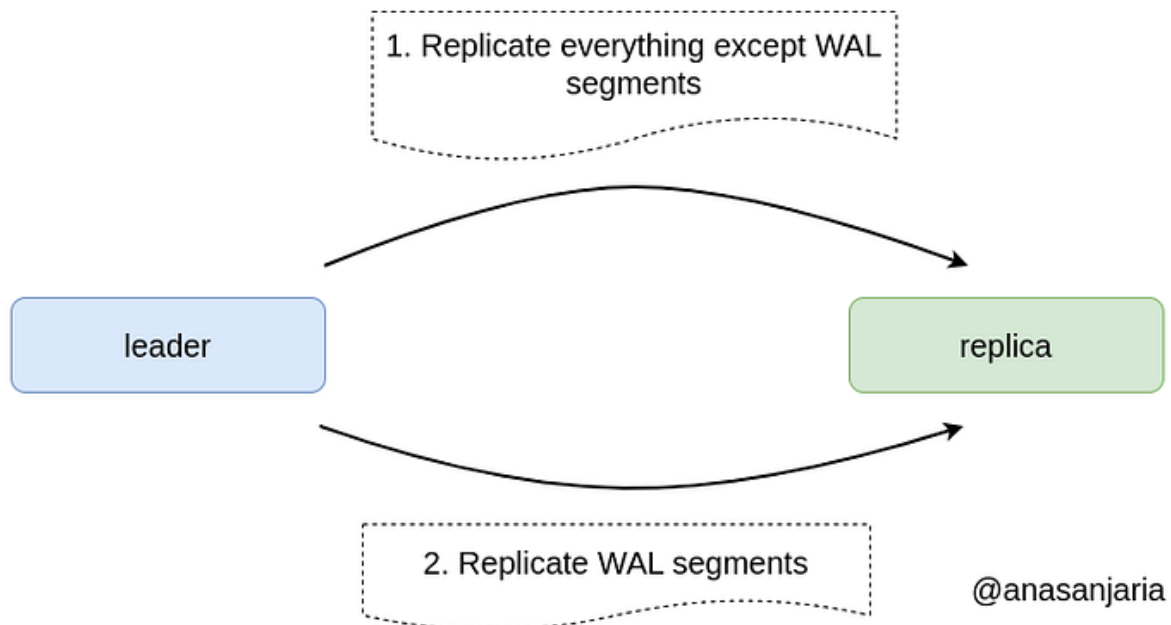 1. Replicate everything except WAL
segments
leader
replica
2. Replicate WAL segments
@anasanjaria